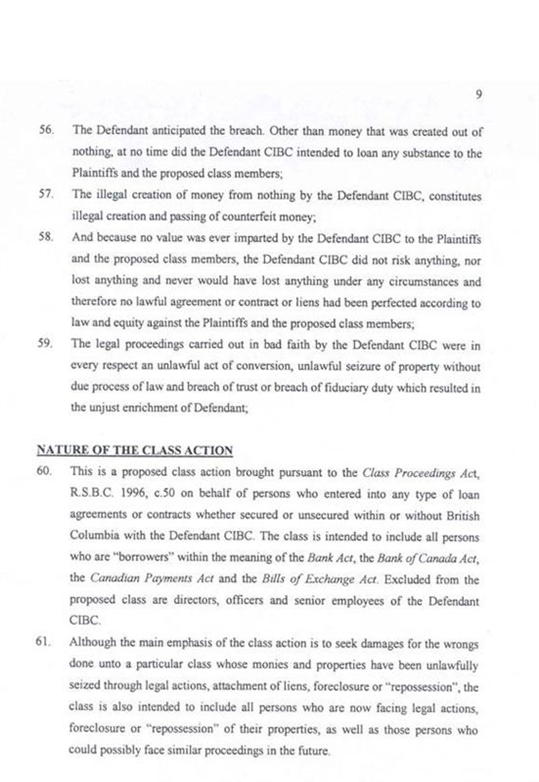 9
56. The Defendant anticipated the breach. Other than money that was created out of
nothing, at no time did the Defendant CIBC intended to loan any substance to the
Plaintiffs and the proposed class members;
57. The illegal creation of money from nothing by the Defendant CIBC, constitutes
illegal creation and passing of counterfeit money;
58. And because no value was ever imparted by the Defendant CIBC to the Plaintiffs
and the proposed class members, the Defendant CIBC did not risk anything, nor
lost anything and never would have lost anything under any circumstances and
therefore no lawful agreement or contract or liens had been perfected according to
law and equity against the Plaintiffs and the proposed class members;
59. The legal proceedings carried out in bad faith by the Defendant CIBC were in
every respect an unlawful act of conversion, unlawful seizure of property without
due process of law and breach of trust or breach of fiduciary duty which resulted in
the unjust enrichment of Defendant;
NATURE OF THE CLASS ACTION
60. This is a proposed class action brought pursuant to the Class Proceedings Act,
R.S.B.C. 1996, c.50 on behalf of persons who entered into any type of loan
agreements or contracts whether secured or unsecured within or without British
Columbia with the Defendant CIBC. The class is intended to include all persons
who are “borrowers” within the meaning of the Bank Act, the Bank of Canada Act,
the Canadian Payments Act and the Bills of Exchange Act. Excluded from the
proposed class are directors, officers and senior employees of the Defendant
CIBC.
61. Although the main emphasis of the class action is to seek damages for the wrongs
done unto a particular class whose monies and properties have been unlawfully
seized through legal actions, attachment of liens, foreclosure or “repossession”, the
class is also intended to include all persons who are now facing legal actions,
foreclosure or “repossession” of their properties, as well as those persons who
could possibly face similar proceedings in the future.